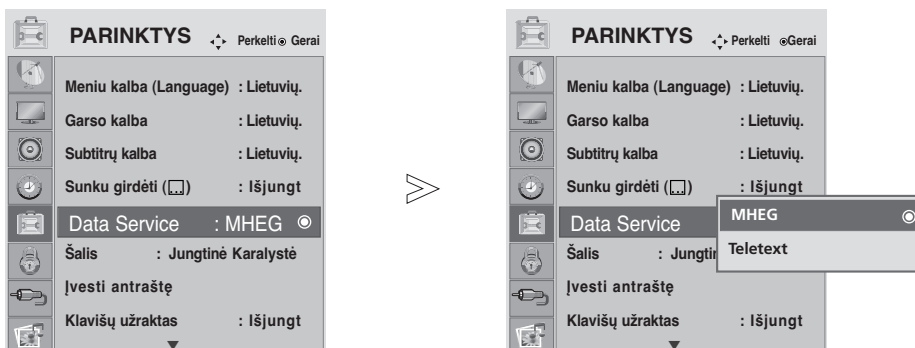 PARINKTYS Perkelti Gerai
Meniu kalba (Language) : Lietuvių.
Garso kalba : Lietuvių.
Subtitrų kalba : Lietuvių.
Sunku girdėti ( ) : Išjungt
Data Service : MHEG
Šalis : Jungtinė Karalystė
Įvesti antraštę
Klavišų užraktas : Išjungt
PARINKTYS Perkelti Gerai
Meniu kalba (Language) : Lietuvių.
Garso kalba : Lietuvių.
Subtitrų kalba : Lietuvių.
Sunku girdėti ( ) : Išjungt
Data Service
MHEG
Teletext
Šalis : Jungtin
Įvesti antraštę
Klavišų užraktas : Išjungt